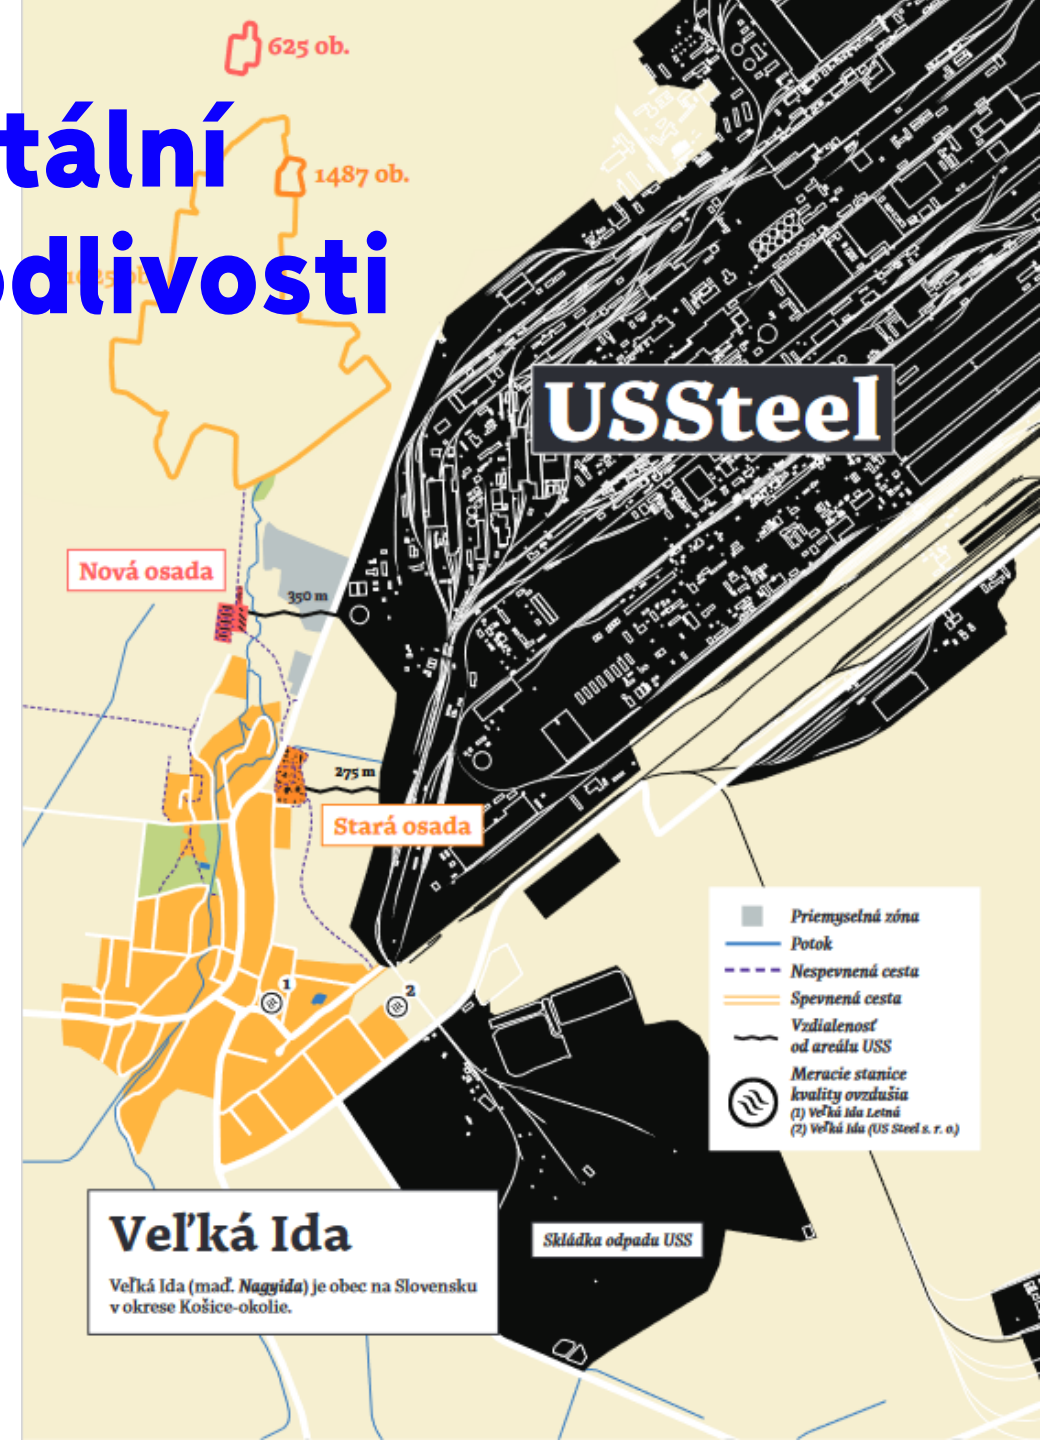 625 ob.
tální
1487 ob.
odlivosti
USSteel
Nová osada
350 m
275 m
Stará osada
1
2
Priemyselná zóna
Potok
Nespevnená cesta
Spevnená cesta
Vzdialenosť
od areálu USS
Meracie stanice
kvality ovzdušia
(1) Veľká Ida Letná
(2) Veľká Ida (US Steel s. r. o.)
Veľká Ida
Veľká Ida (maď. Nagyida) je obec na Slovensku
v okrese Košice-okolie.
Skládka odpadu USS